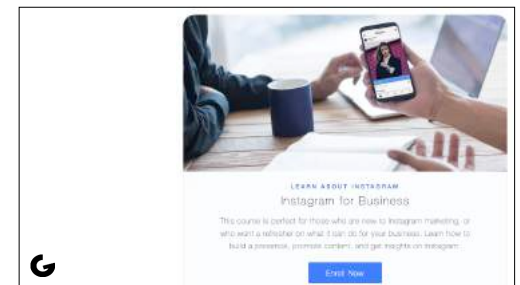 LEARN ABOUT INSTAGRAM
Instagram for Business
This course is perfect for those who are new to Instagram marketing, or
who want a refresher on what it can do for your business. Learn how to
build a presence, promote content, and get insights on Instagram.
Enroll Now